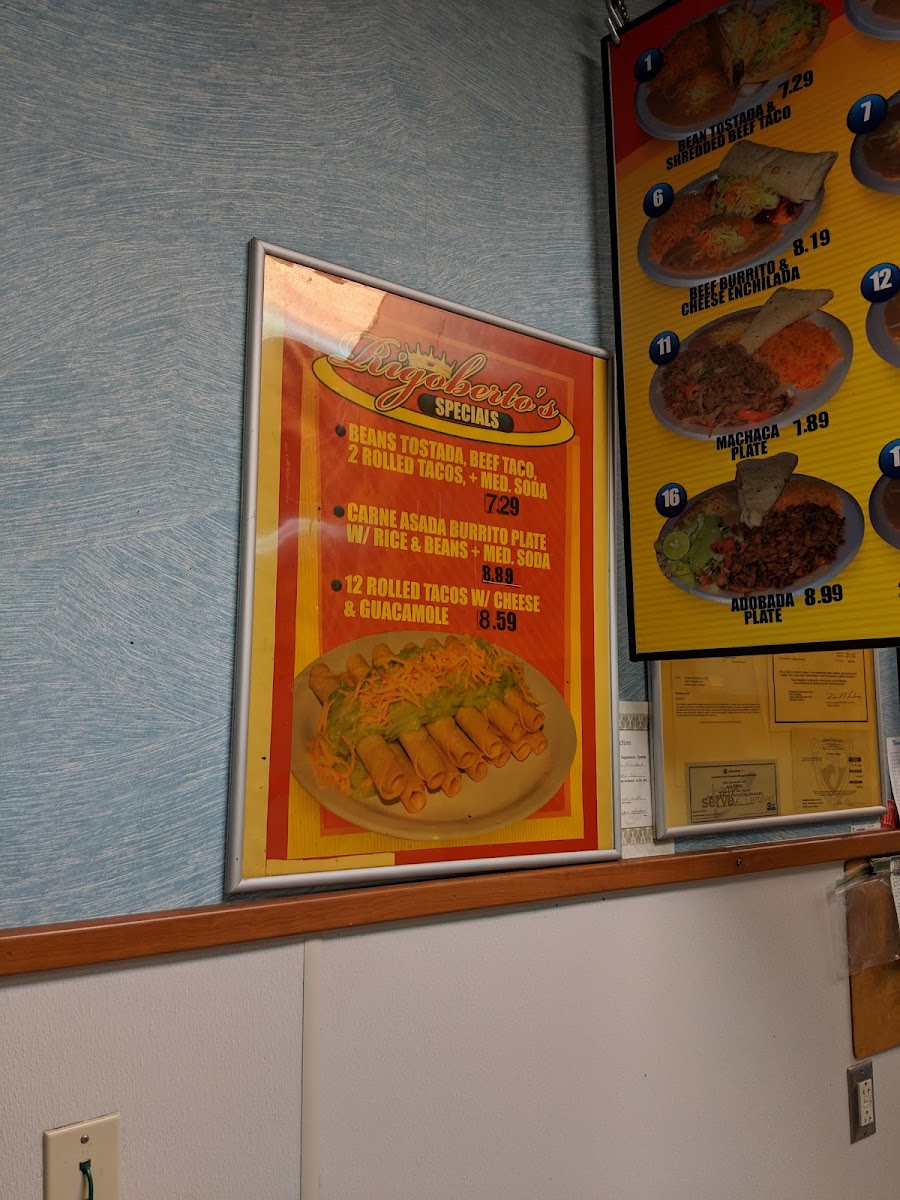 Rigoberto's
SPECIALS
• BEANS TOSTADA, BEEF TACO,
2 ROLLED TACOS, + MED. SODA
7.29
• CARNE ASADA BURRITO PLATE
W/ RICE & BEANS + MED. SODA
8.89
• 12 ROLLED TACOS W/ CHEESE
& GUACAMOLE 8.59
1
7.29
BEAN TOSTADA &
SHREDDED BEEF TACO
7
6
8.19
BEEF BURRITO &
CHEESE ENCHILADA
12
11
MACHACA 7.89
PLATE
16
ADOBADA 8.99
PLATE